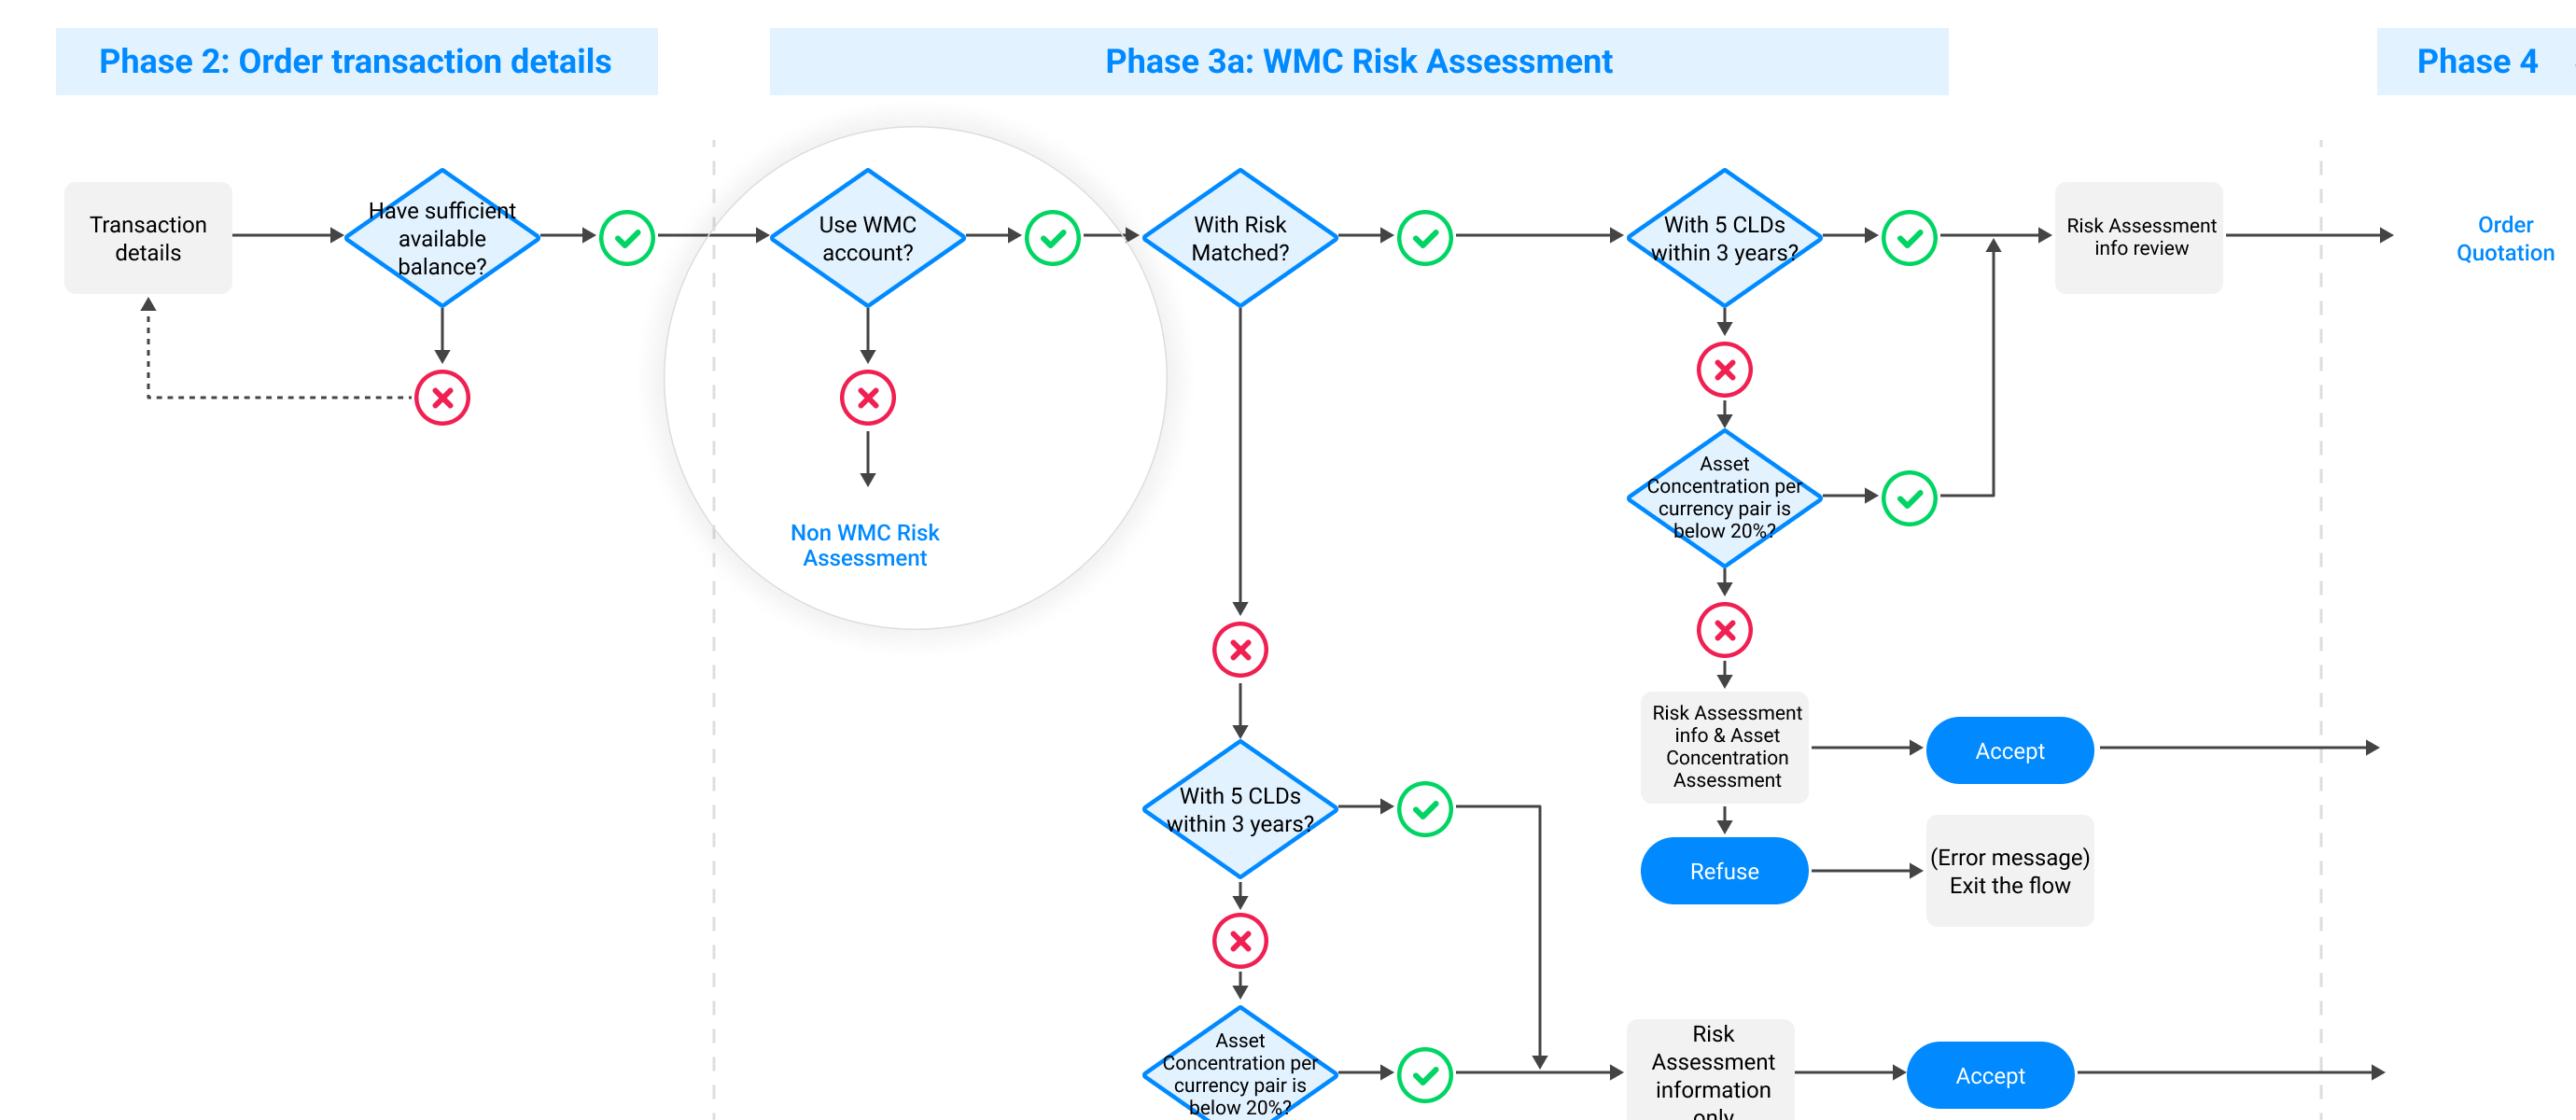 Phase 2: Order transaction details
Phase 3a: WMC Risk Assessment
Phase 4
Transaction
details
Have sufficient
available
balance?
Use WMC
account?
With Risk
Matched?
With 5 CLDs
within 3 years?
Risk Assessment
info review
Order
Quotation
Non WMC Risk
Assessment
Asset
Concentration per
currency pair is
below 20%?
Risk Assessment
info & Asset
Concentration
Assessment
Accept
Refuse
(Error message)
Exit the flow
With 5 CLDs
within 3 years?
Asset
Concentration per
currency pair is
below 20%?
Risk
Assessment
information
only
Accept